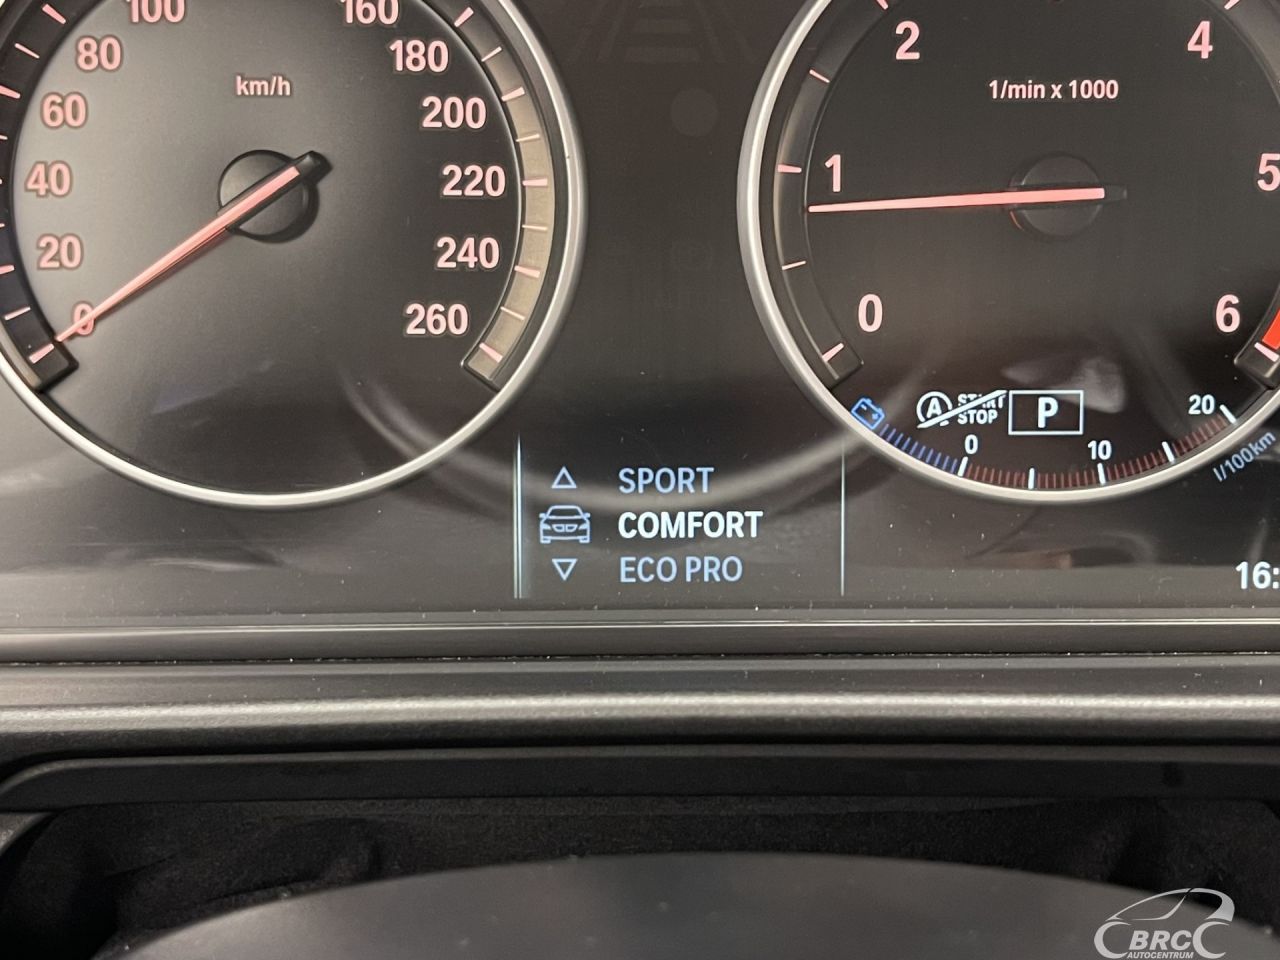 100
80
60
40
20
0
km/h
160
180
200
220
240
260
2
4
1/min x 1000
1
5
0
6
A START STOP
P
0
10
20
l/100km
SPORT
COMFORT
ECO PRO
16:
BRC
AUTOCENTRUM